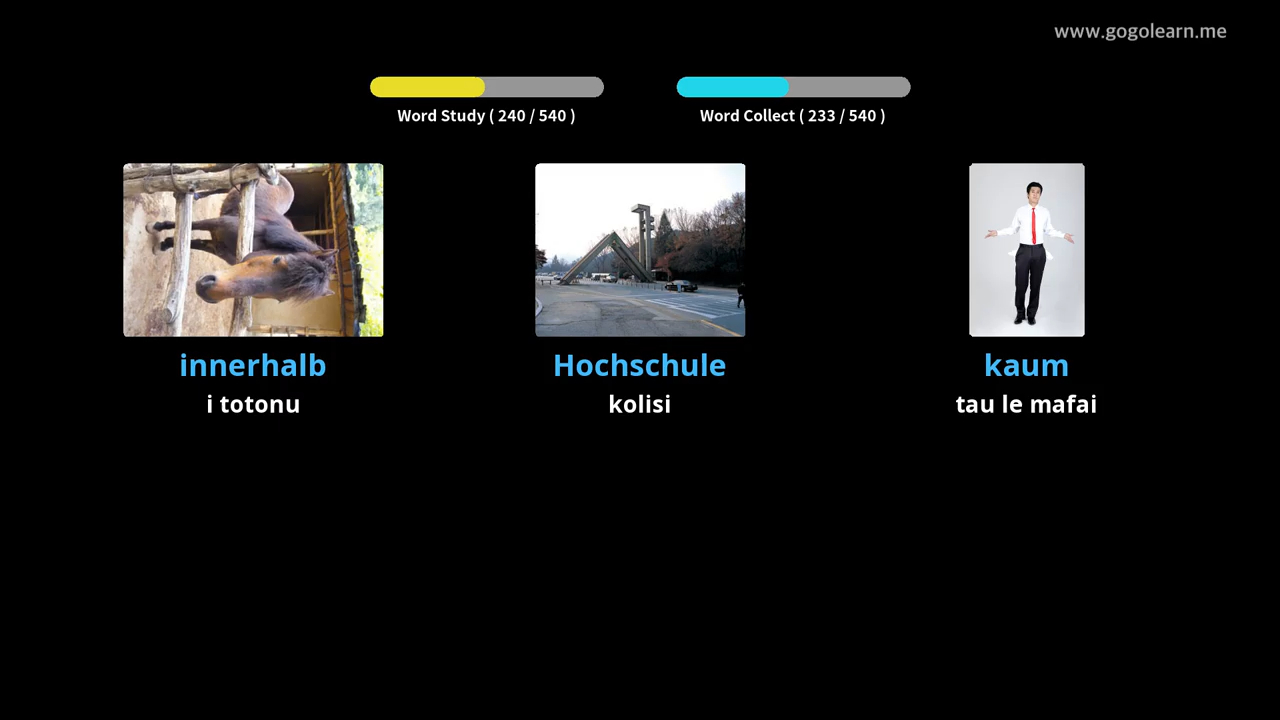 www.gogolearn.me
Word Study ( 240 / 540 )
Word Collect ( 233 / 540 )
innerhalb
i totonu
Hochschule
kolisi
kaum
tau le mafai